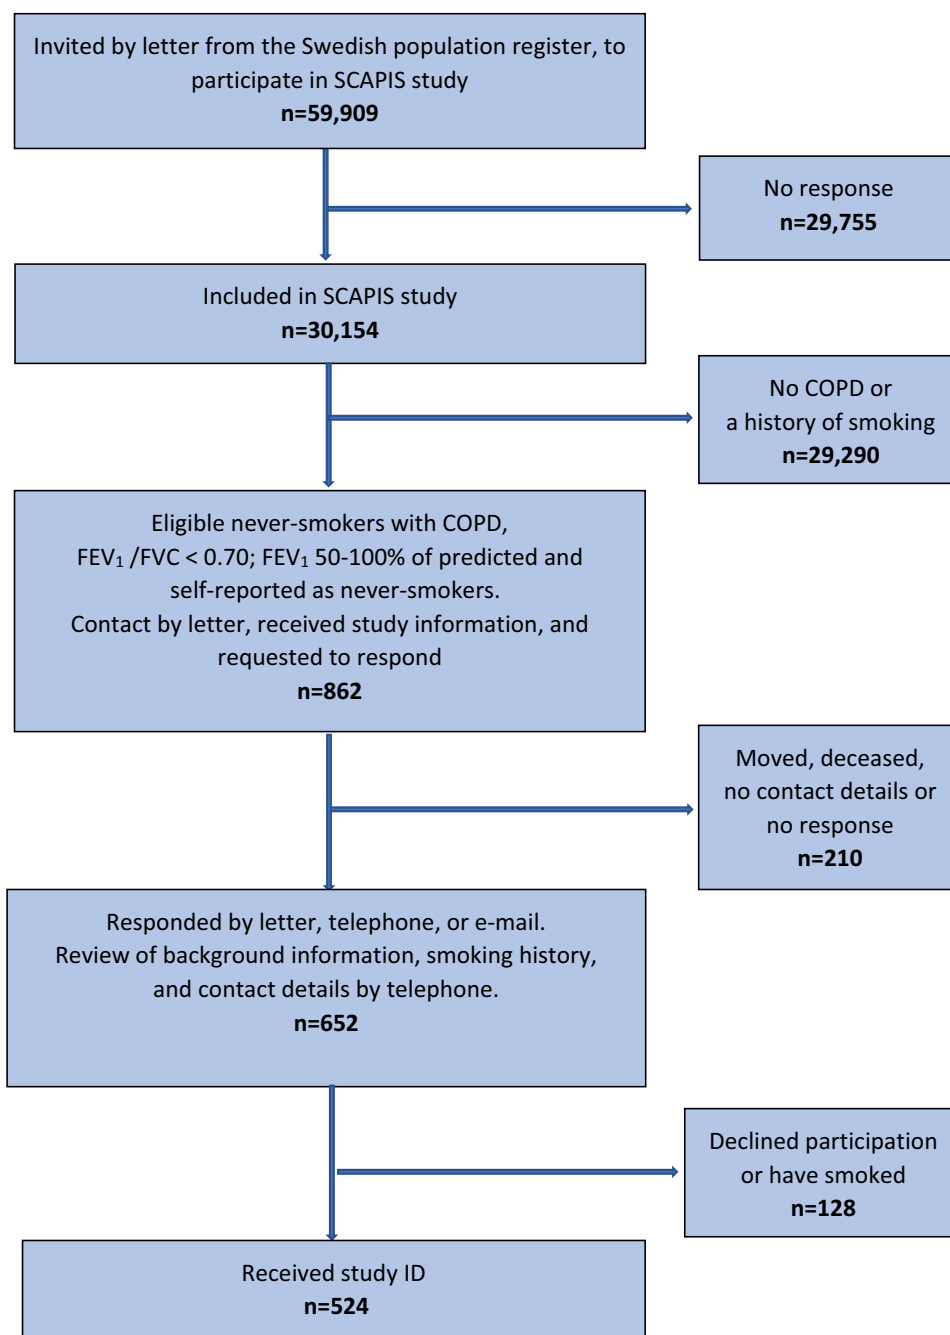 Invited by letter from the Swedish population register, to
participate in SCAPIS study
n=59,909
No response
n=29,755
Included in SCAPIS study
n=30,154
No COPD or
a history of smoking
n=29,290
Eligible never-smokers with COPD,
FEV₁ /FVC < 0.70; FEV₁ 50-100% of predicted and
self-reported as never-smokers.
Contact by letter, received study information, and
requested to respond
n=862
Moved, deceased,
no contact details or
no response
n=210
Responded by letter, telephone, or e-mail.
Review of background information, smoking history,
and contact details by telephone.
n=652
Declined participation
or have smoked
n=128
Received study ID
n=524